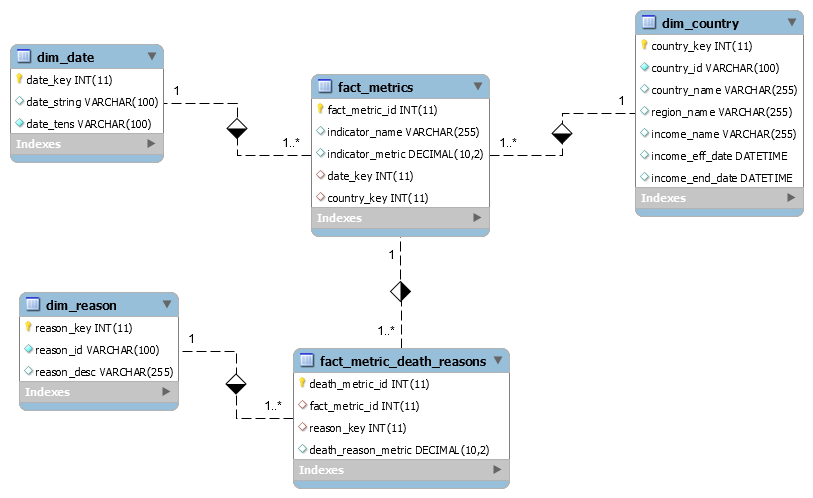 dim_date
date_key INT(11)
date_string VARCHAR(100)
date_tens VARCHAR(100)
Indexes
1
1..*
fact_metrics
fact_metric_id INT(11)
indicator_name VARCHAR(255)
indicator_metric DECIMAL(10,2)
date_key INT(11)
country_key INT(11)
Indexes
1..*
1
dim_country
country_key INT(11)
country_id VARCHAR(100)
country_name VARCHAR(255)
region_name VARCHAR(255)
income_name VARCHAR(255)
income_eff_date DATETIME
income_end_date DATETIME
Indexes
1
1..*
dim_reason
reason_key INT(11)
reason_id VARCHAR(100)
reason_desc VARCHAR(255)
Indexes
1
1..*
fact_metric_death_reasons
death_metric_id INT(11)
fact_metric_id INT(11)
reason_key INT(11)
death_reason_metric DECIMAL(10,2)
Indexes